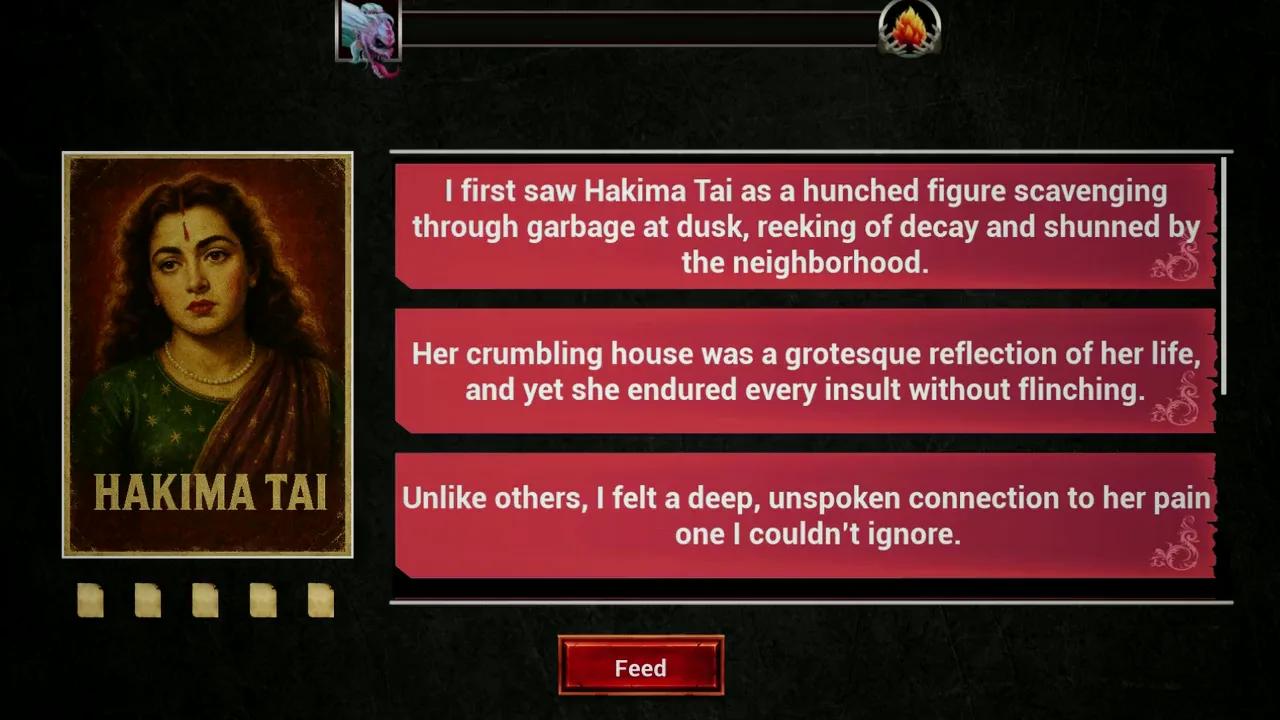 I first saw Hakima Tai as a hunched figure scavenging
through garbage at dusk, reeking of decay and shunned by
the neighborhood.
Her crumbling house was a grotesque reflection of her life,
and yet she endured every insult without flinching.
Unlike others, I felt a deep, unspoken connection to her pain
one I couldn't ignore.
HAKIMA TAI
Feed